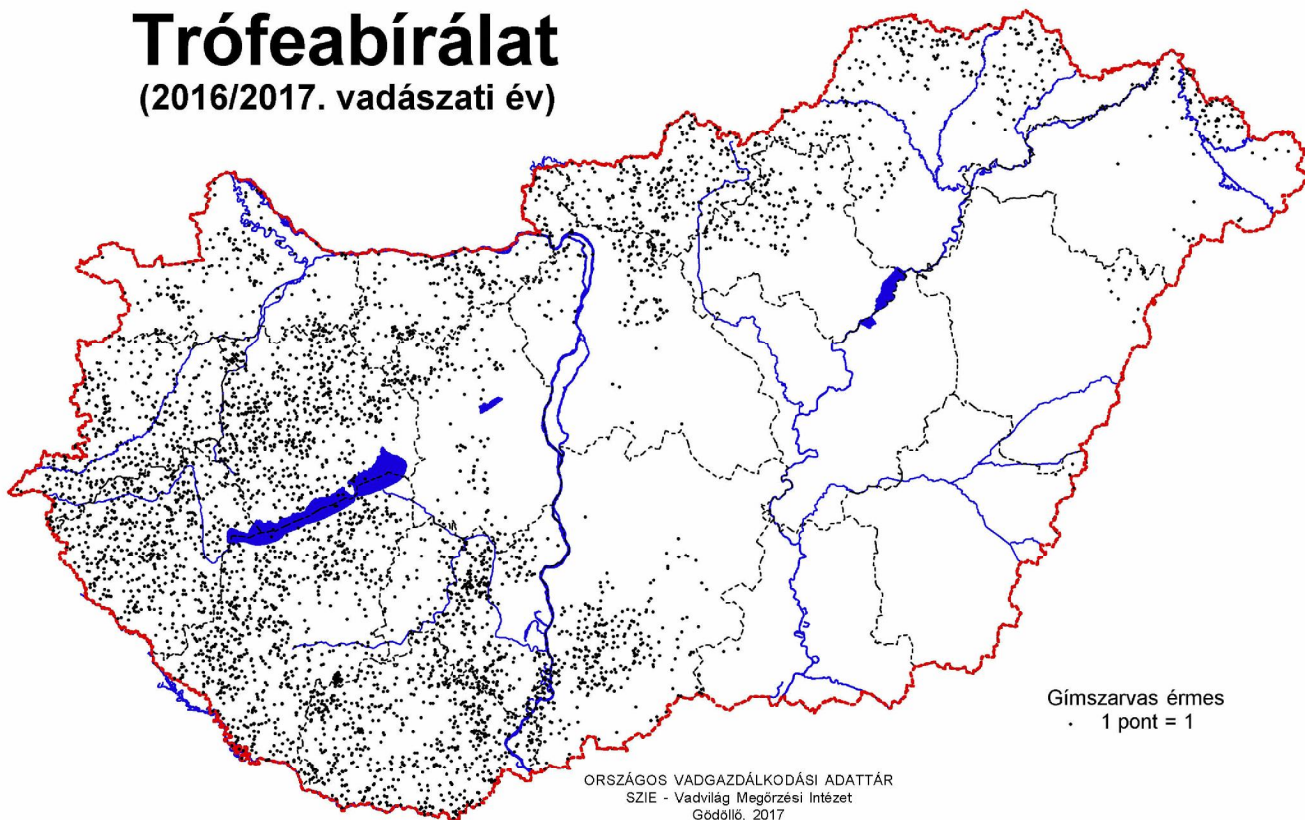 Trófeabírálat
(2016/2017. vadászati év)
Gímszarvas érmes
. 1 pont = 1
ORSZÁGOS VADGAZDÁLKODÁSI ADATTÁR
SZIE - Vadvilág Megőrzési Intézet
Gödöllő, 2017